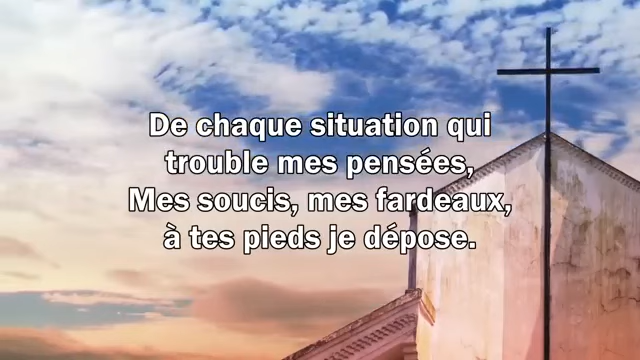 De chaque situation qui
trouble mes pensées,
Mes soucis, mes fardeaux,
à tes pieds je dépose.